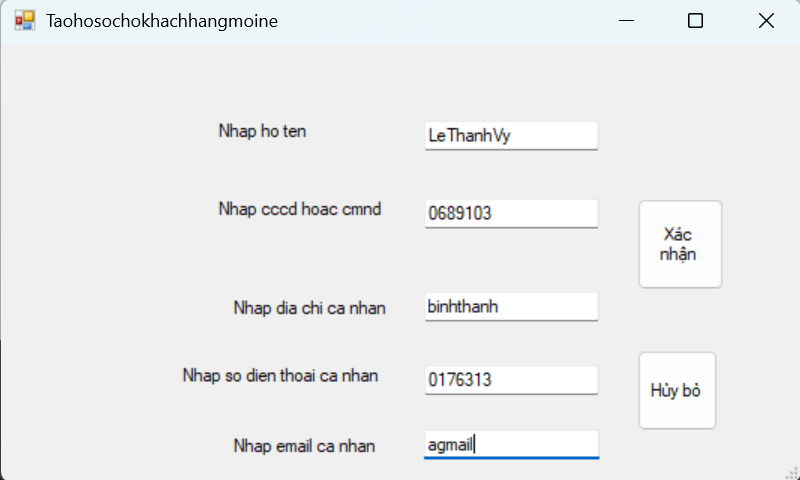 Taohosochokhachhangmoine
Nhap ho ten
LeThanhVy
Nhap cccd hoac cmnd
0689103
Xác
nhận
Nhap dia chi ca nhan
binhthanh
Nhap so dien thoai ca nhan
0176313
Hủy bỏ
Nhap email ca nhan
agmail